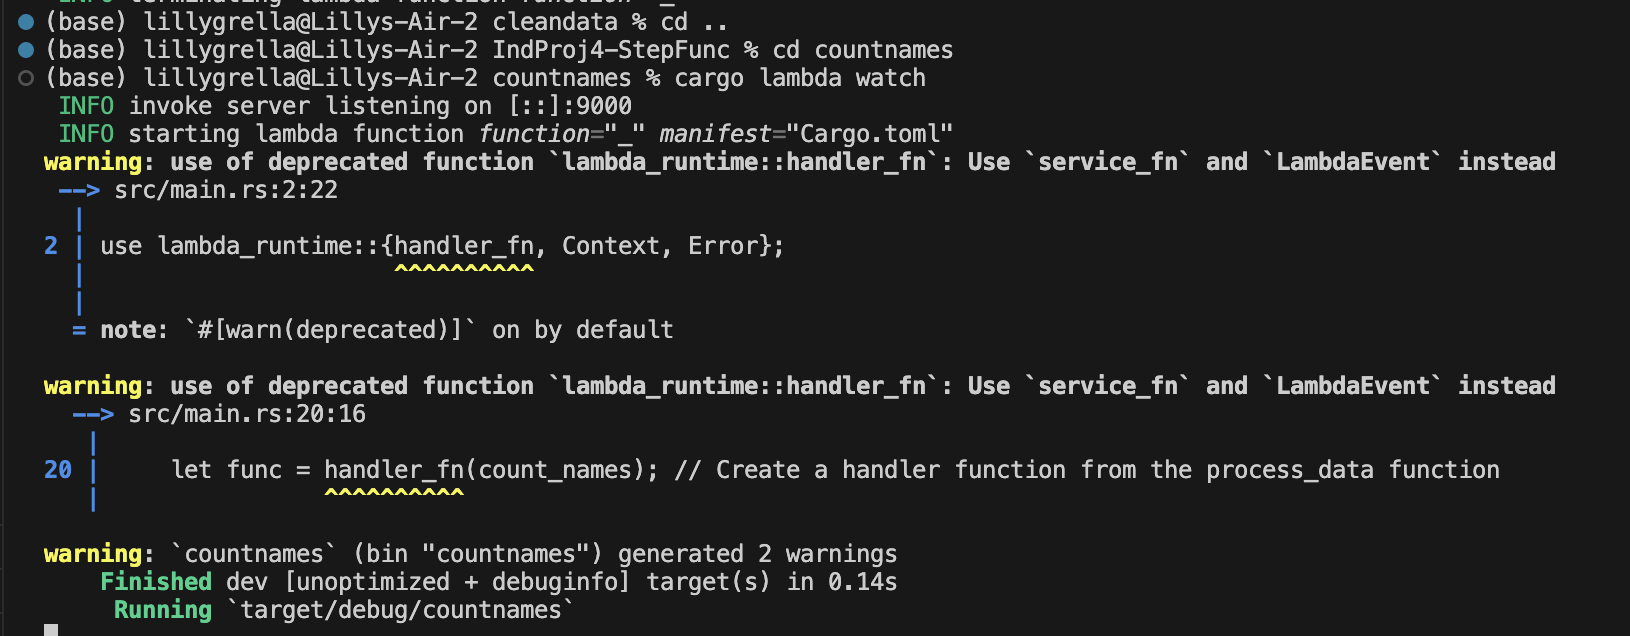 INFO terminating lambda function function="_"
(base) lillygrella@Lillys-Air-2 cleandata % cd ..
(base) lillygrella@Lillys-Air-2 IndProj4-StepFunc % cd countnames
(base) lillygrella@Lillys-Air-2 countnames % cargo lambda watch
INFO invoke server listening on [::]:9000
INFO starting lambda function function="_" manifest="Cargo.toml"
warning: use of deprecated function `lambda_runtime::handler_fn`: Use `service_fn` and `LambdaEvent` instead
--> src/main.rs:2:22
|
2 | use lambda_runtime::{handler_fn, Context, Error};
| ^^^^^^^^^^
|
= note: `#[warn(deprecated)]` on by default
warning: use of deprecated function `lambda_runtime::handler_fn`: Use `service_fn` and `LambdaEvent` instead
--> src/main.rs:20:16
|
20 | let func = handler_fn(count_names); // Create a handler function from the process_data function
| ^^^^^^^^^^
warning: `countnames` (bin "countnames") generated 2 warnings
Finished dev [unoptimized + debuginfo] target(s) in 0.14s
Running `target/debug/countnames`